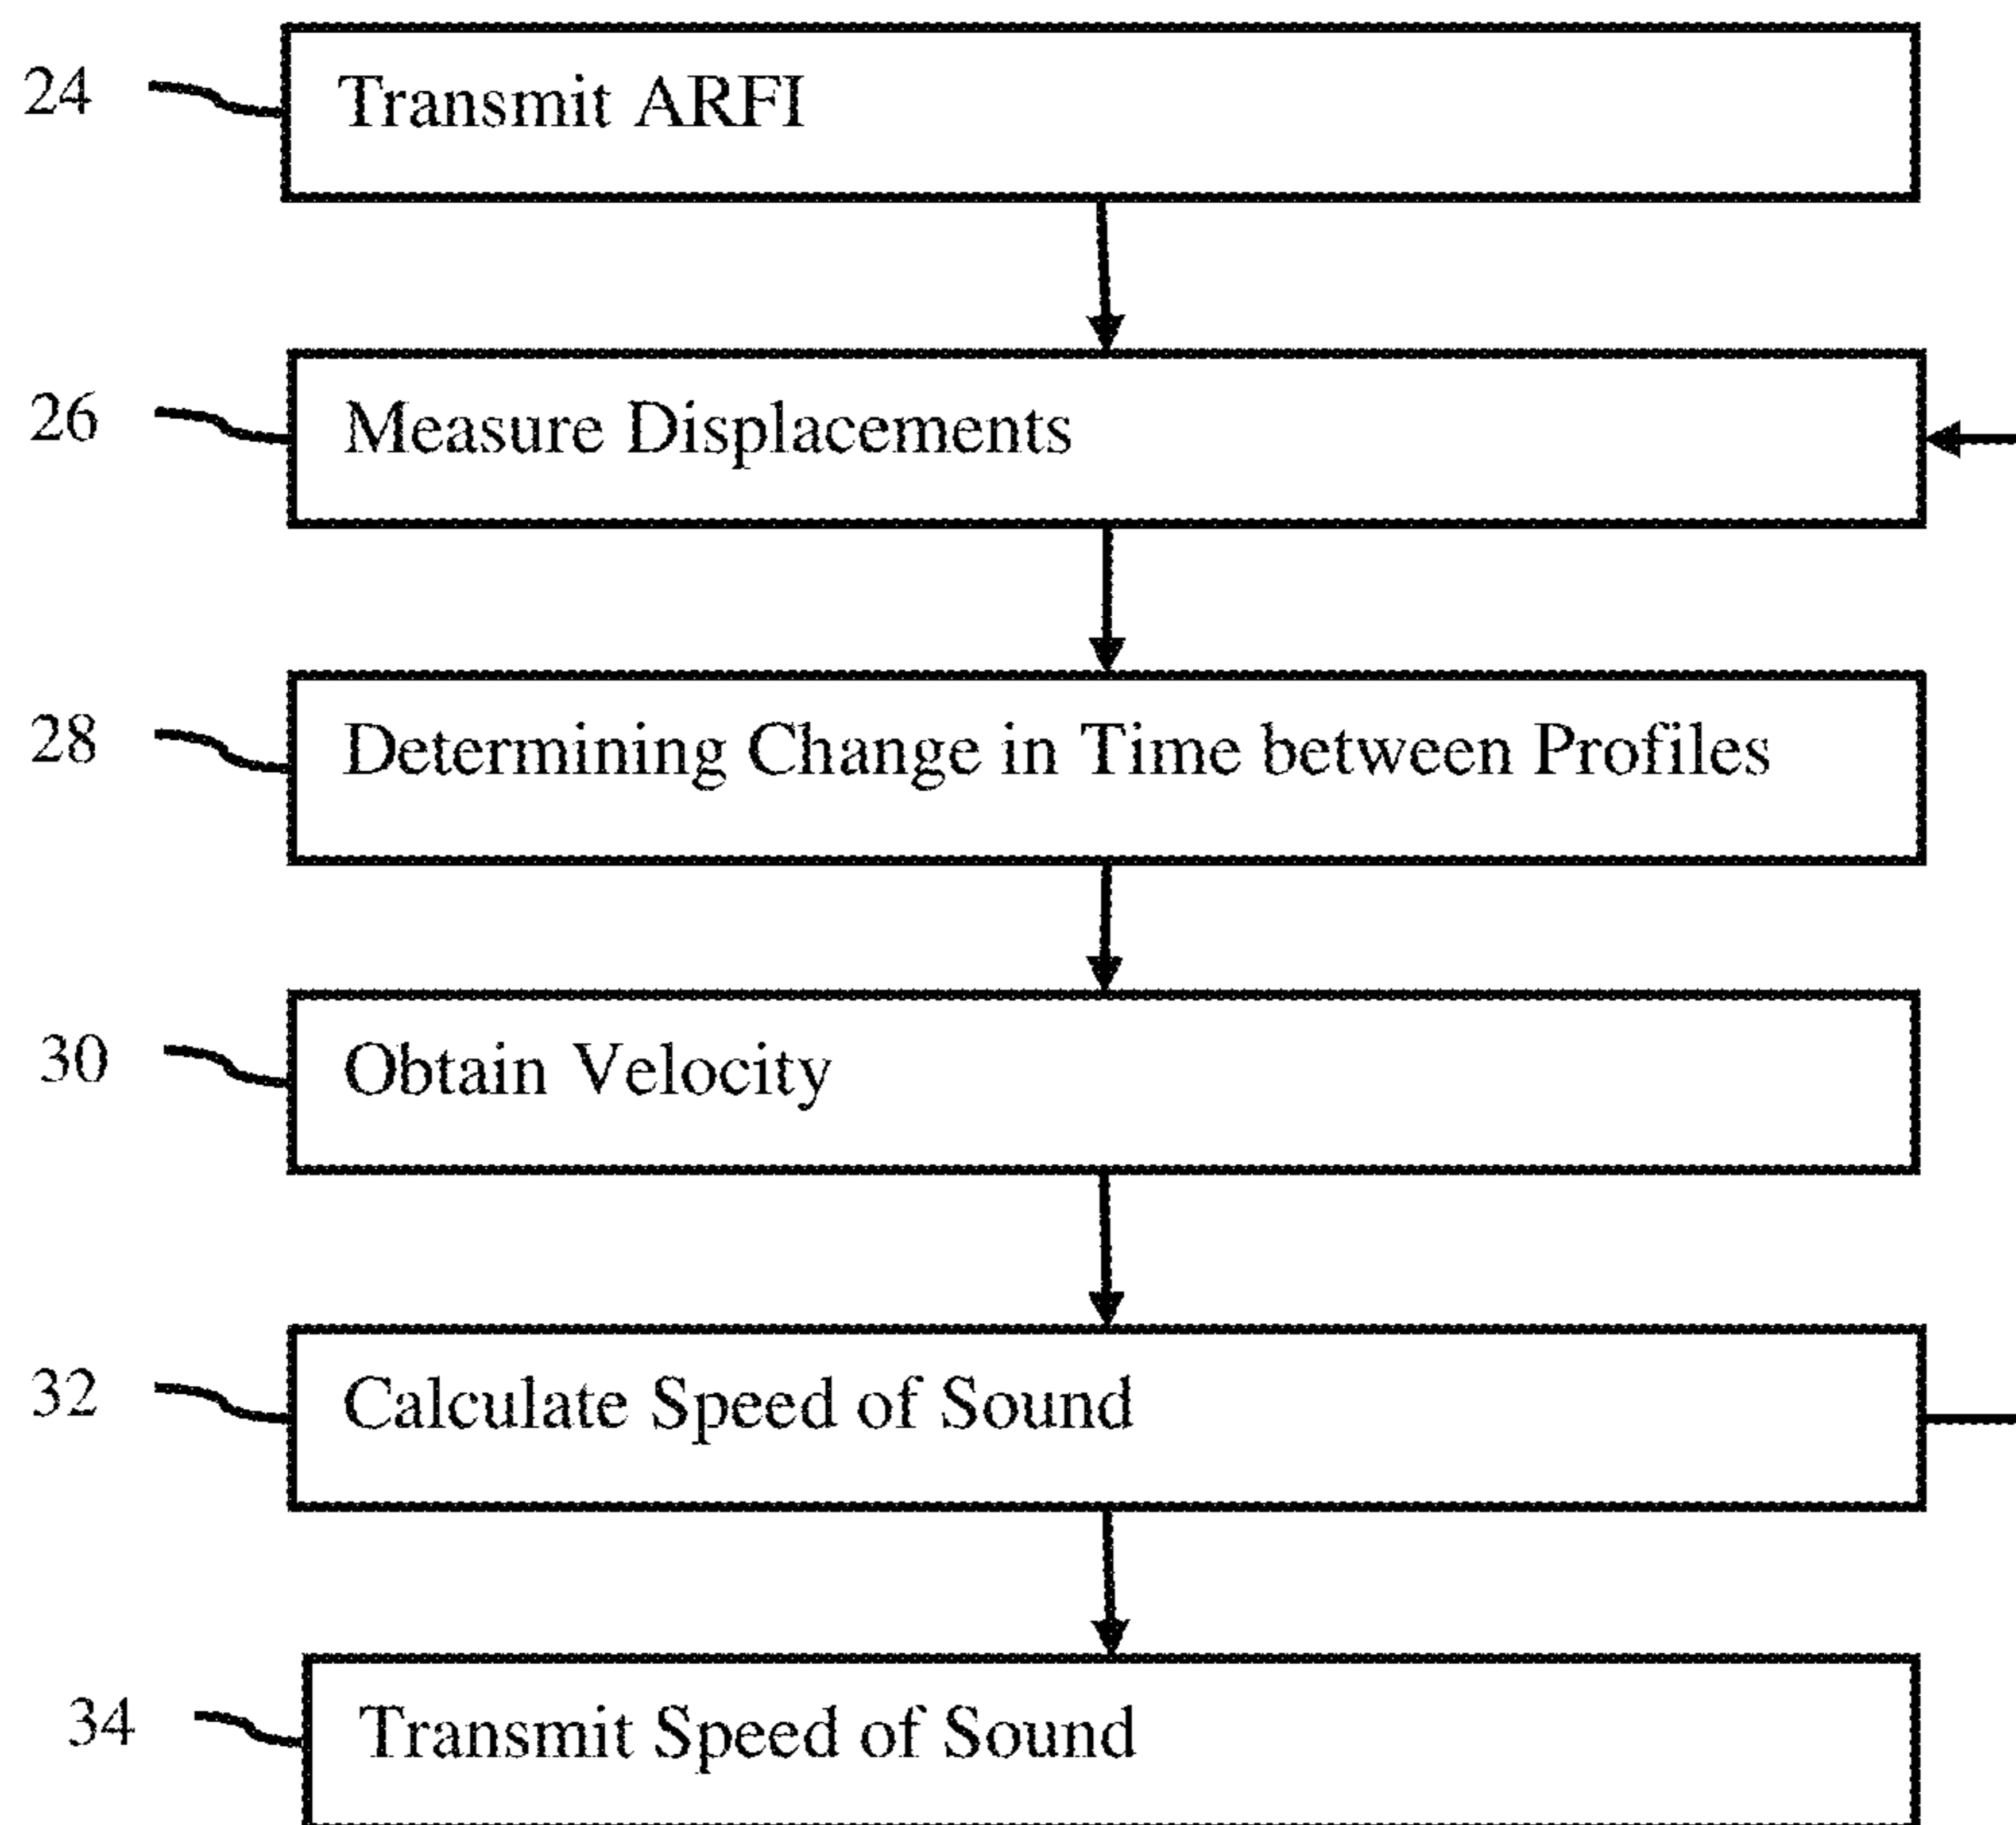 24 Transmit ARFI
26 Measure Displacements
28 Determining Change in Time between Profiles
30 Obtain Velocity
32 Calculate Speed of Sound
34 Transmit Speed of Sound